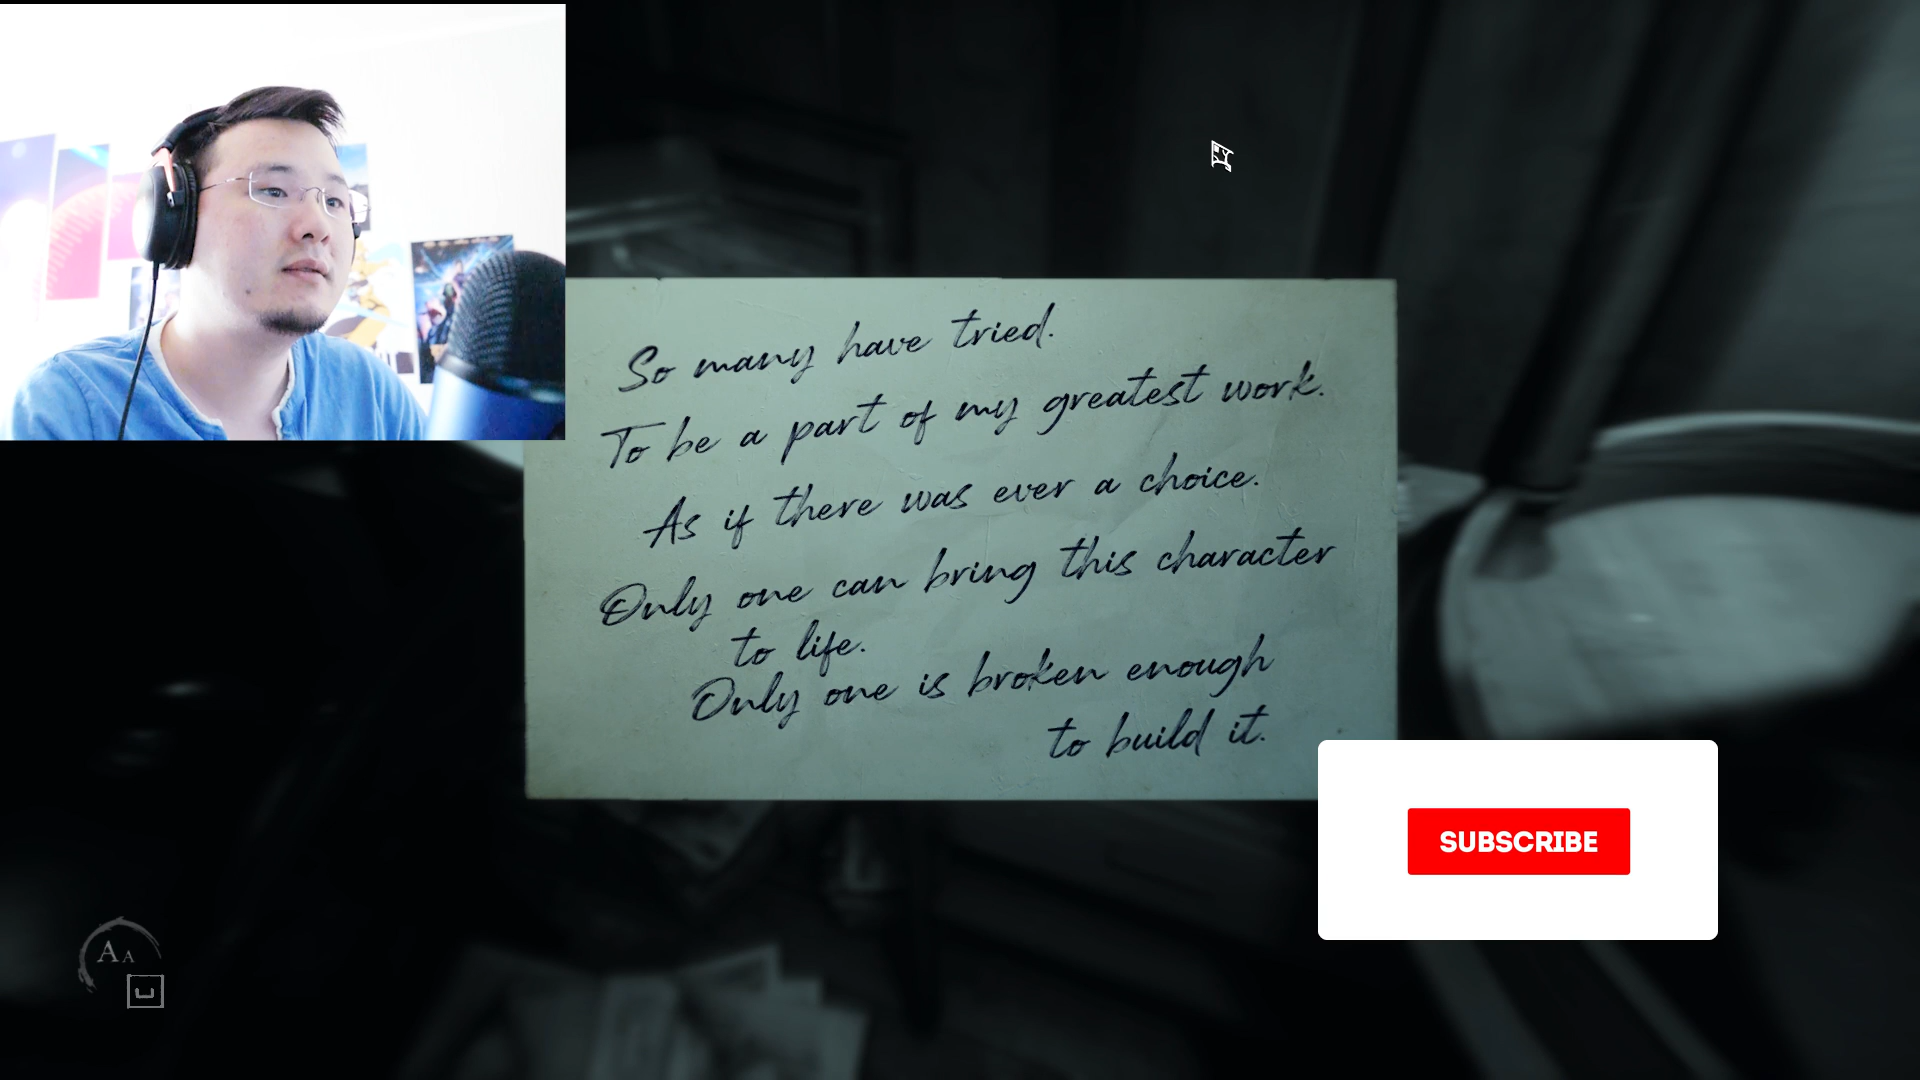 So many have tried.
To be a part of my greatest work.
As if there was ever a choice.
Only one can bring this character
to life.
Only one is broken enough
to build it.
SUBSCRIBE
A A